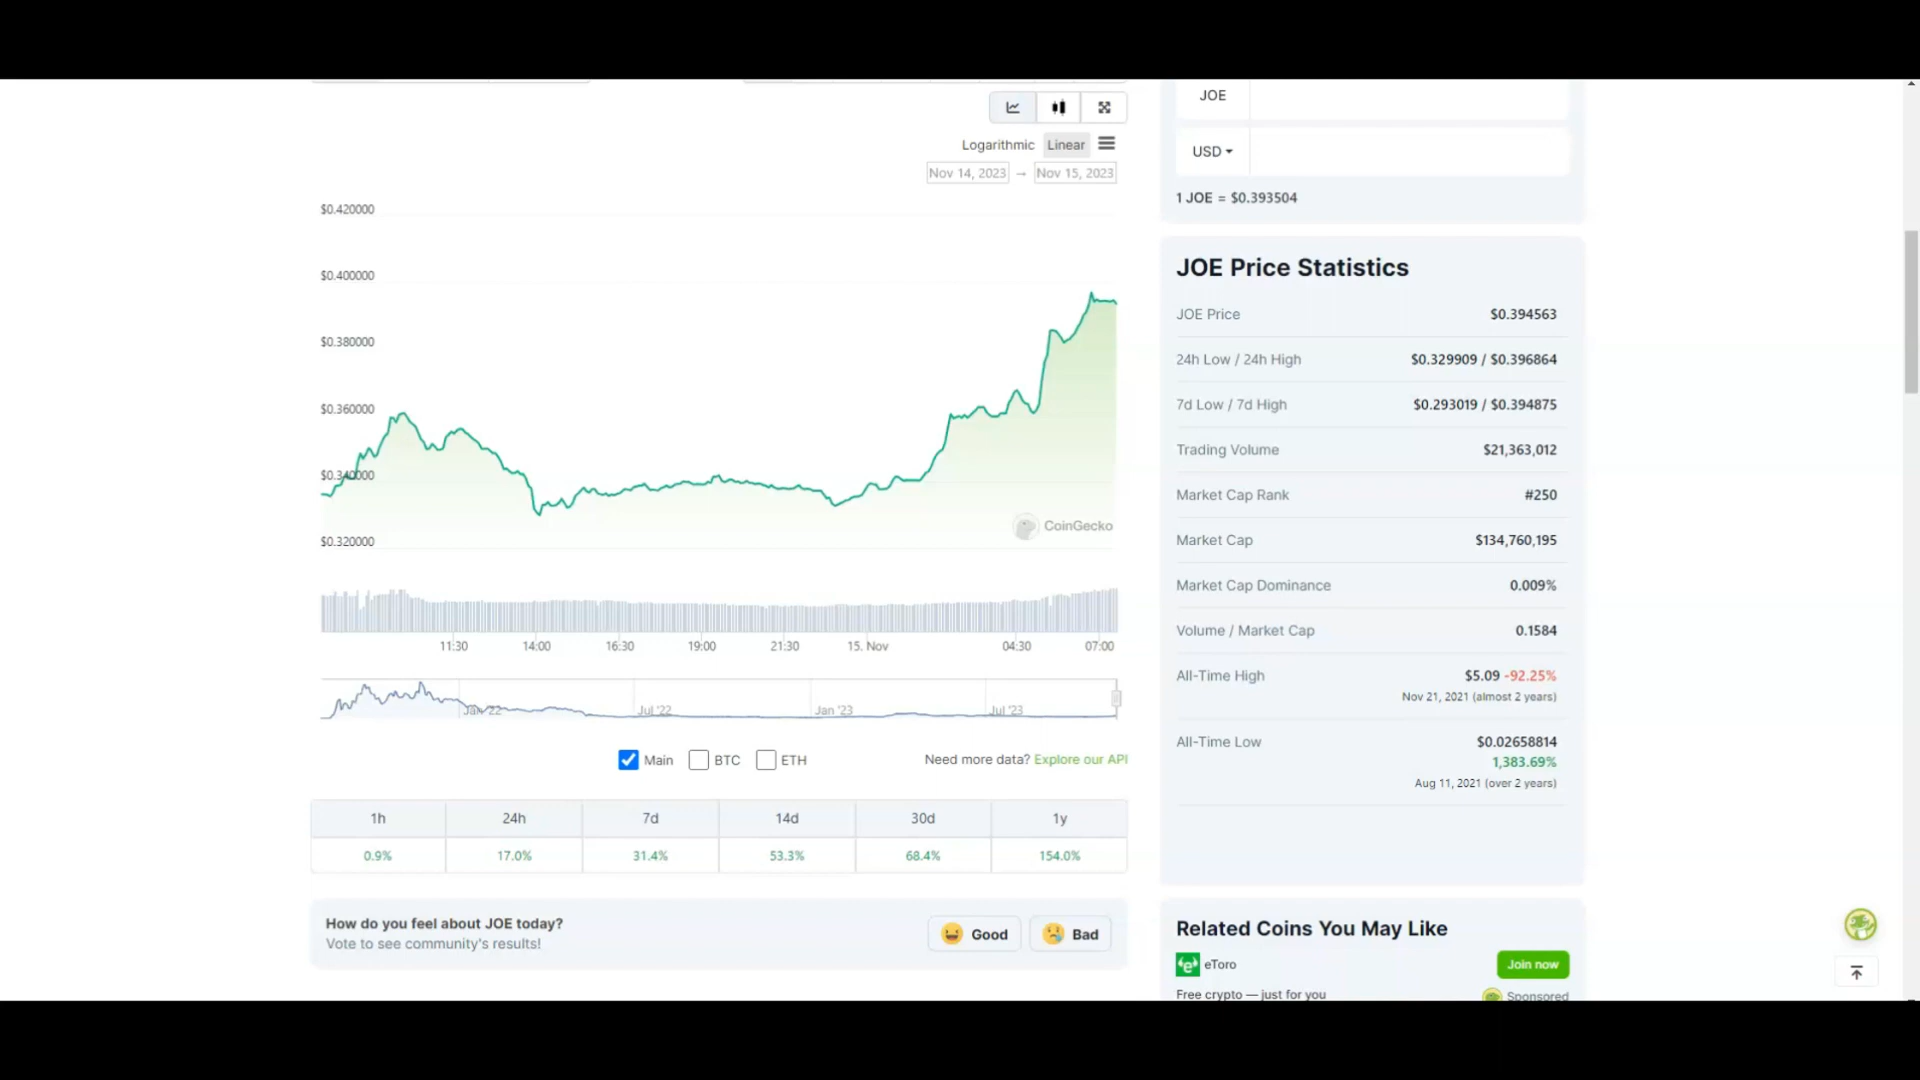 JOE
Logarithmic Linear
USD
Nov 14, 2023 → Nov 15, 2023
1 JOE = $0.393504
$0.420000
$0.400000
$0.380000
$0.360000
$0.340000
$0.320000
CoinGecko
11:30 14:00 16:30 19:00 21:30 15. Nov 04:30 07:00
Jan '22 Jul '22 Jan '23 Jul '23
Main BTC ETH
Need more data? Explore our API
1h 24h 7d 14d 30d 1y
0.9% 17.0% 31.4% 53.3% 68.4% 154.0%
How do you feel about JOE today?
Vote to see community's results!
Good Bad
JOE Price Statistics
JOE Price $0.394563
24h Low / 24h High $0.329909 / $0.396864
7d Low / 7d High $0.293019 / $0.394875
Trading Volume $21,363,012
Market Cap Rank #250
Market Cap $134,760,195
Market Cap Dominance 0.009%
Volume / Market Cap 0.1584
All-Time High $5.09 -92.25%
Nov 21, 2021 (almost 2 years)
All-Time Low $0.02658814
1,383.69%
Aug 11, 2021 (over 2 years)
Related Coins You May Like
eToro Join now
Free crypto — just for you Sponsored